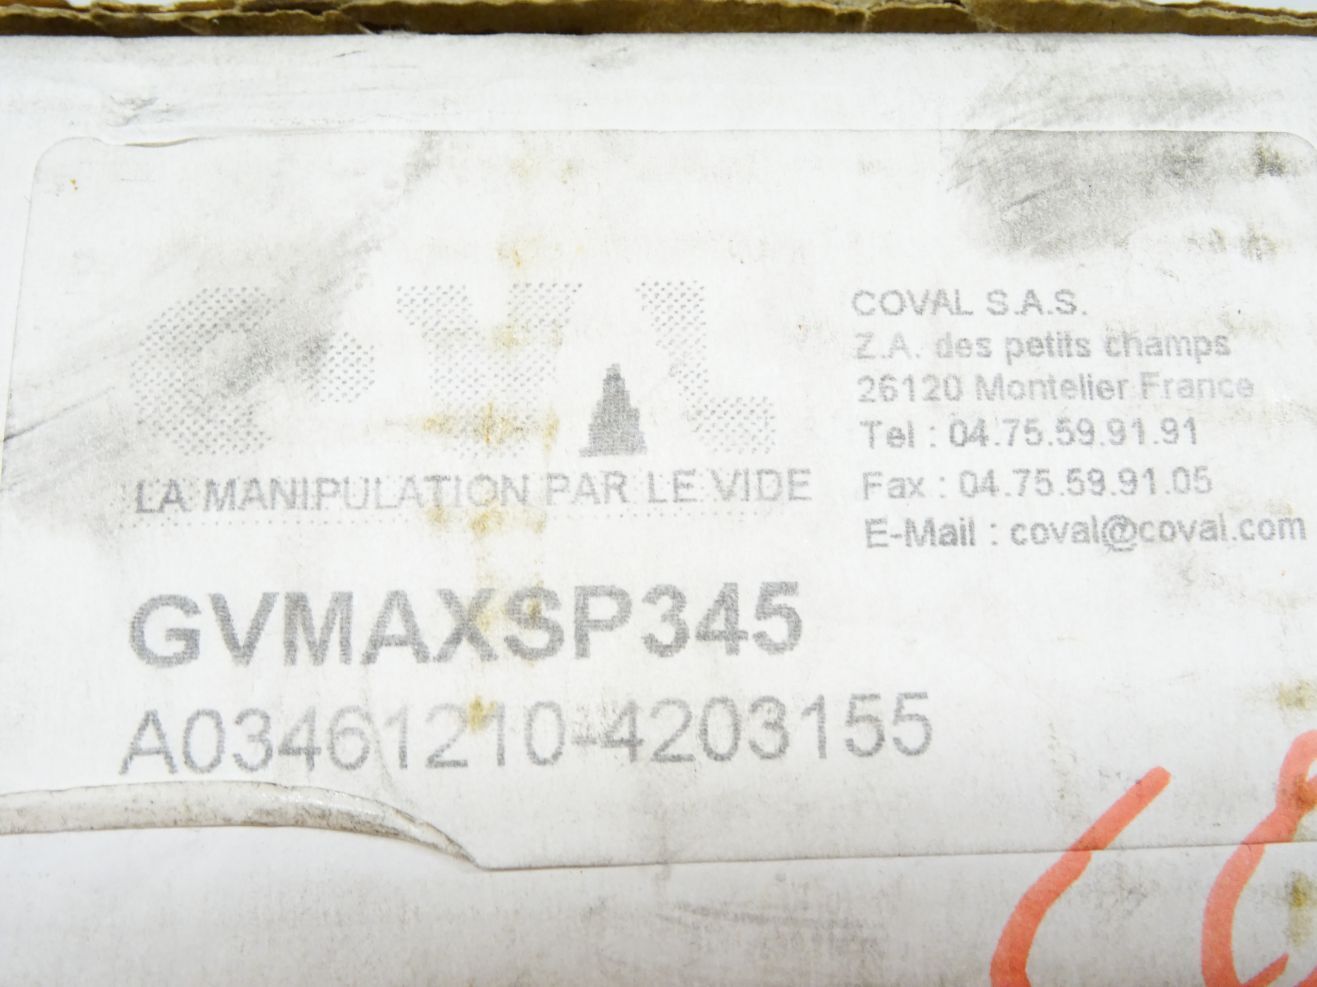 COVAL S.A.S.
Z.A. des petits champs
26120 Montelier France
Tel : 04.75.59.91.91
Fax : 04.75.59.91.05
E-Mail : coval@coval.com
LA MANIPULATION PAR LE VIDE
GVMAXSP345
A03461210-4203155